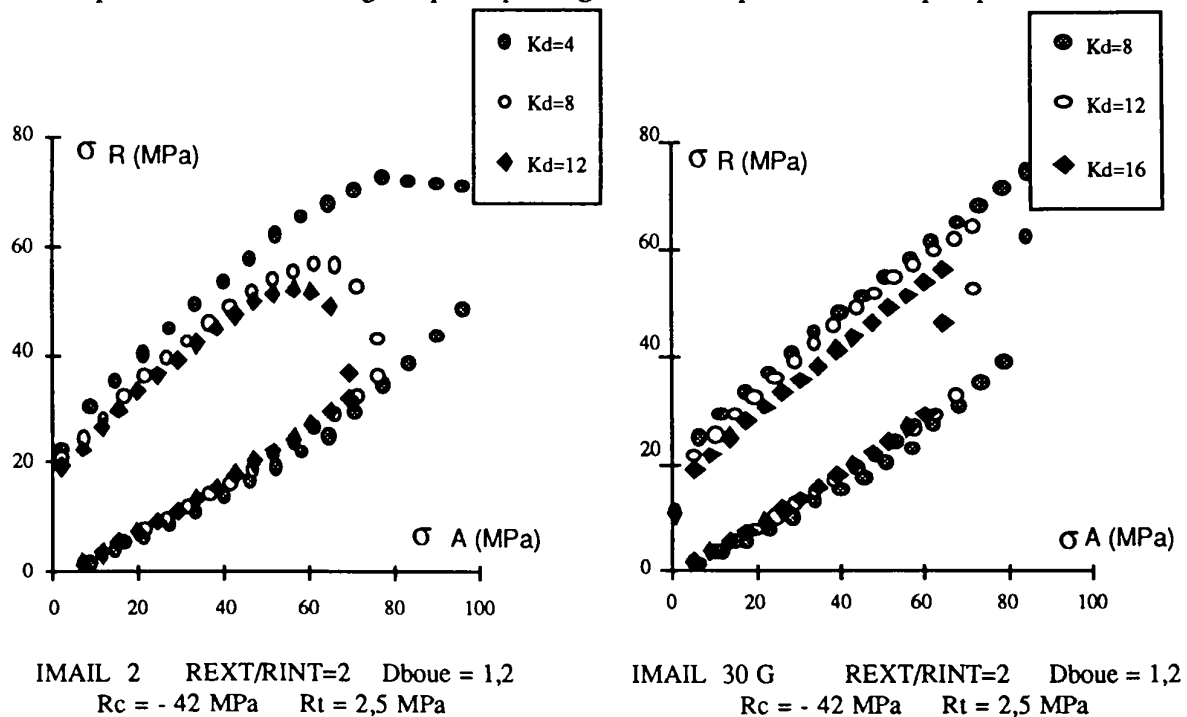 Kd=4
Kd=8
Kd=12
80
σ R (MPa)
60
40
20
0
σ A (MPa)
0 20 40 60 80 100
IMAIL 2 REXT/RINT=2 Dboue = 1,2
Rc = - 42 MPa Rt = 2,5 MPa
Kd=8
Kd=12
Kd=16
80
σ R (MPa)
60
40
20
0
σ A (MPa)
0 20 40 60 80 100
IMAIL 30 G REXT/RINT=2 Dboue = 1,2
Rc = - 42 MPa Rt = 2,5 MPa